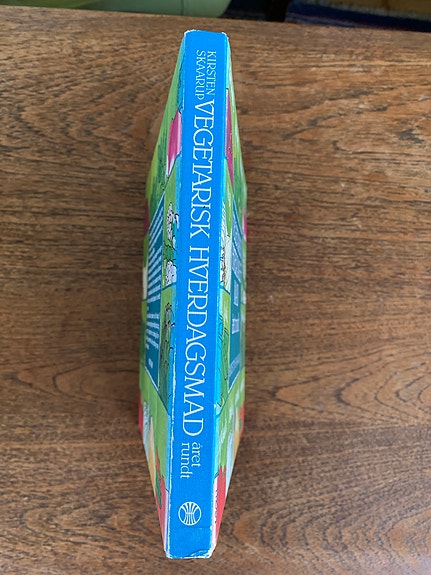 KIRSTEN
SKAARUP
VEGETARISK HVERDAGSMAD
året
rundt